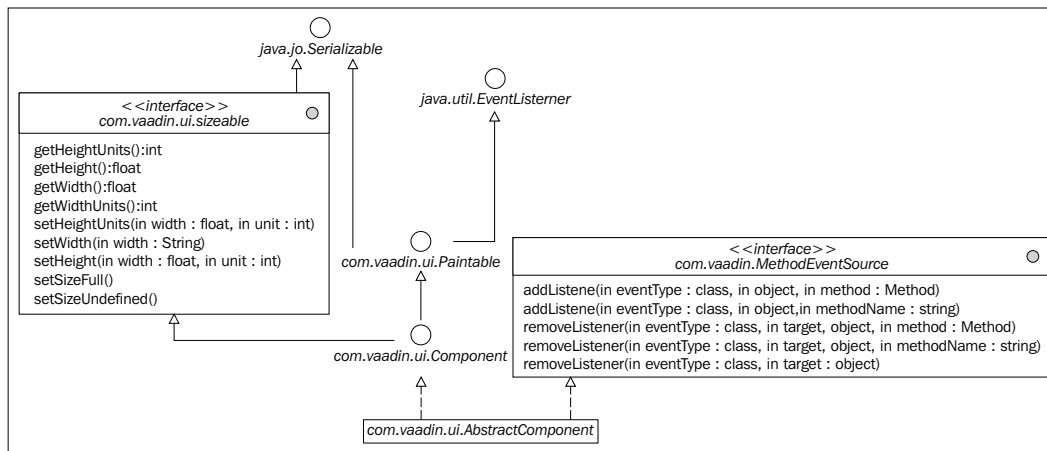 java.jo.Serializable
java.util.EventListerner
<<interface>>
com.vaadin.ui.sizeable
getHeightUnits():int
getHeight():float
getWidth():float
getWidthUnits():int
setHeightUnits(in width : float, in unit : int)
setWidth(in width : String)
setHeight(in width : float, in unit : int)
setSizeFull()
setSizeUndefined()
com.vaadin.ui.Paintable
<<interface>>
com.vaadin.MethodEventSource
addListene(in eventType : class, in object, in method : Method)
addListene(in eventType : class, in object,in methodName : string)
removeListener(in eventType : class, in target, object, in method : Method)
removeListener(in eventType : class, in target, object, in methodName : string)
removeListener(in eventType : class, in target : object)
com.vaadin.ui.Component
com.vaadin.ui.AbstractComponent